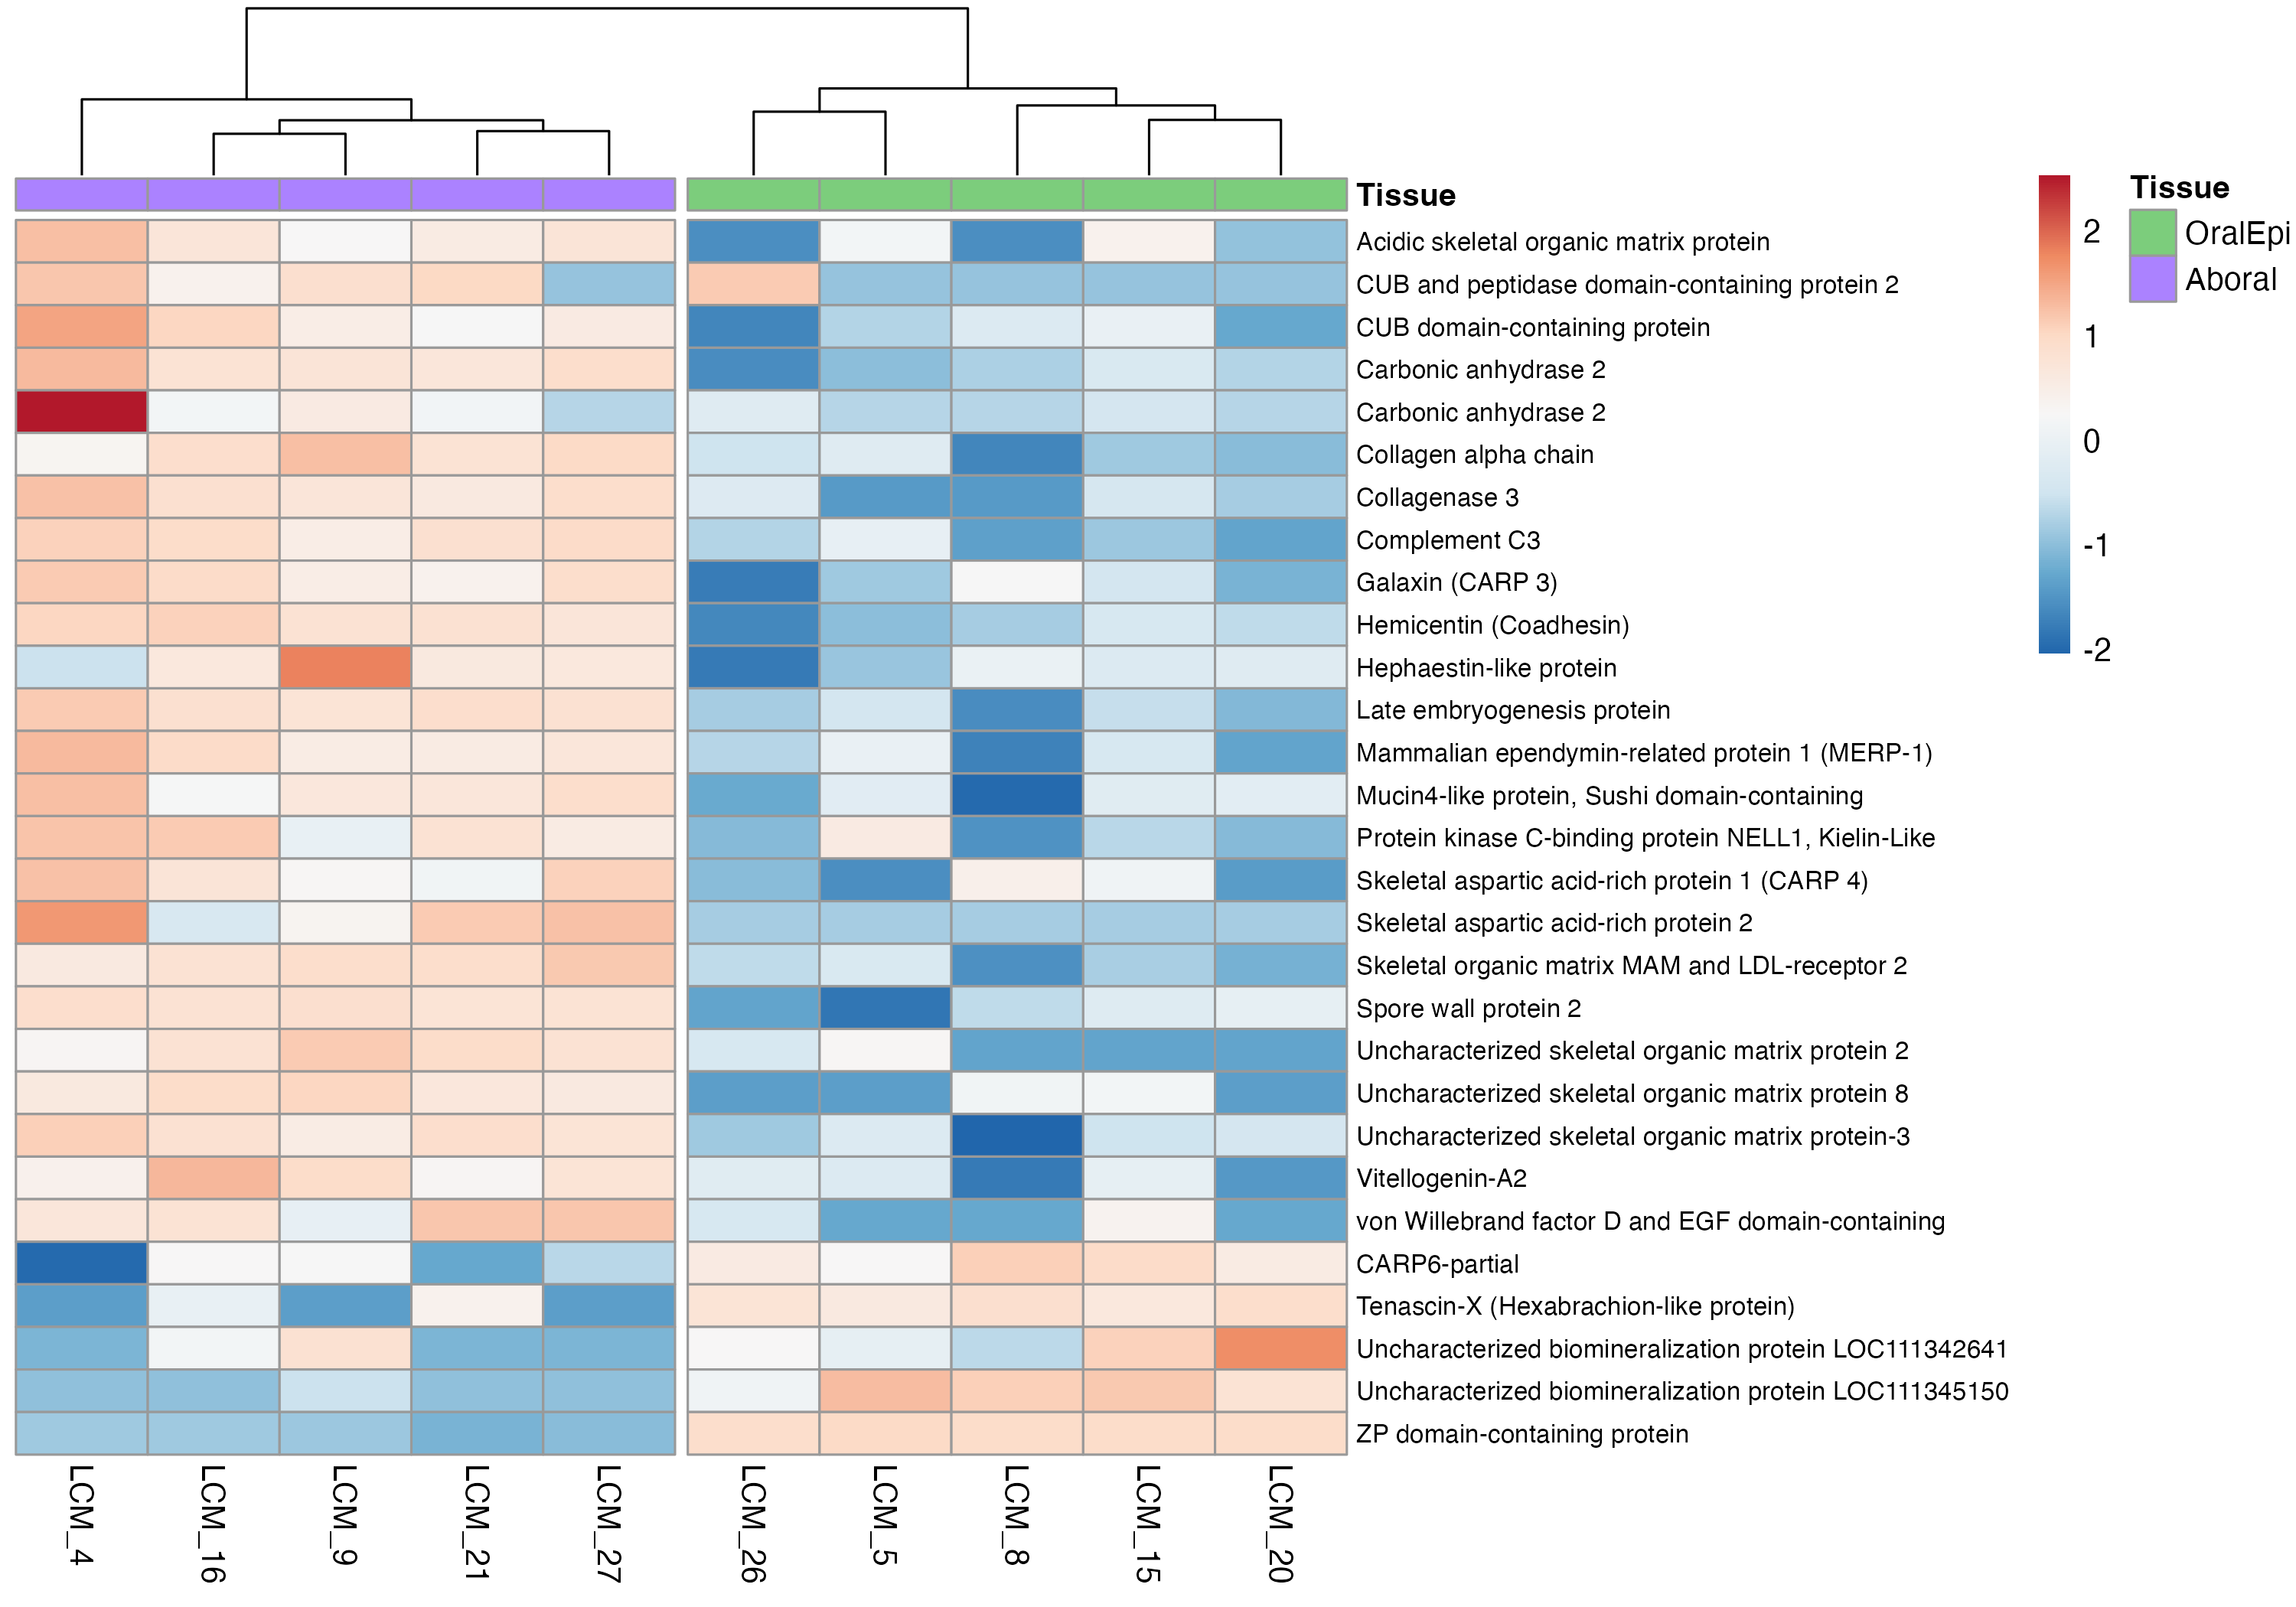 Tissue
Acidic skeletal organic matrix protein
CUB and peptidase domain-containing protein 2
CUB domain-containing protein
Carbonic anhydrase 2
Carbonic anhydrase 2
Collagen alpha chain
Collagenase 3
Complement C3
Galaxin (CARP 3)
Hemicentin (Coadhesin)
Hephaestin-like protein
Late embryogenesis protein
Mammalian ependymin-related protein 1 (MERP-1)
Mucin4-like protein, Sushi domain-containing
Protein kinase C-binding protein NELL1, Kielin-Like
Skeletal aspartic acid-rich protein 1 (CARP 4)
Skeletal aspartic acid-rich protein 2
Skeletal organic matrix MAM and LDL-receptor 2
Spore wall protein 2
Uncharacterized skeletal organic matrix protein 2
Uncharacterized skeletal organic matrix protein 8
Uncharacterized skeletal organic matrix protein-3
Vitellogenin-A2
von Willebrand factor D and EGF domain-containing
CARP6-partial
Tenascin-X (Hexabrachion-like protein)
Uncharacterized biomineralization protein LOC111342641
Uncharacterized biomineralization protein LOC111345150
ZP domain-containing protein
LCM_4
LCM_16
LCM_9
LCM_21
LCM_27
LCM_26
LCM_5
LCM_8
LCM_15
LCM_20
2
1
0
-1
-2
Tissue
OralEpi
Aboral